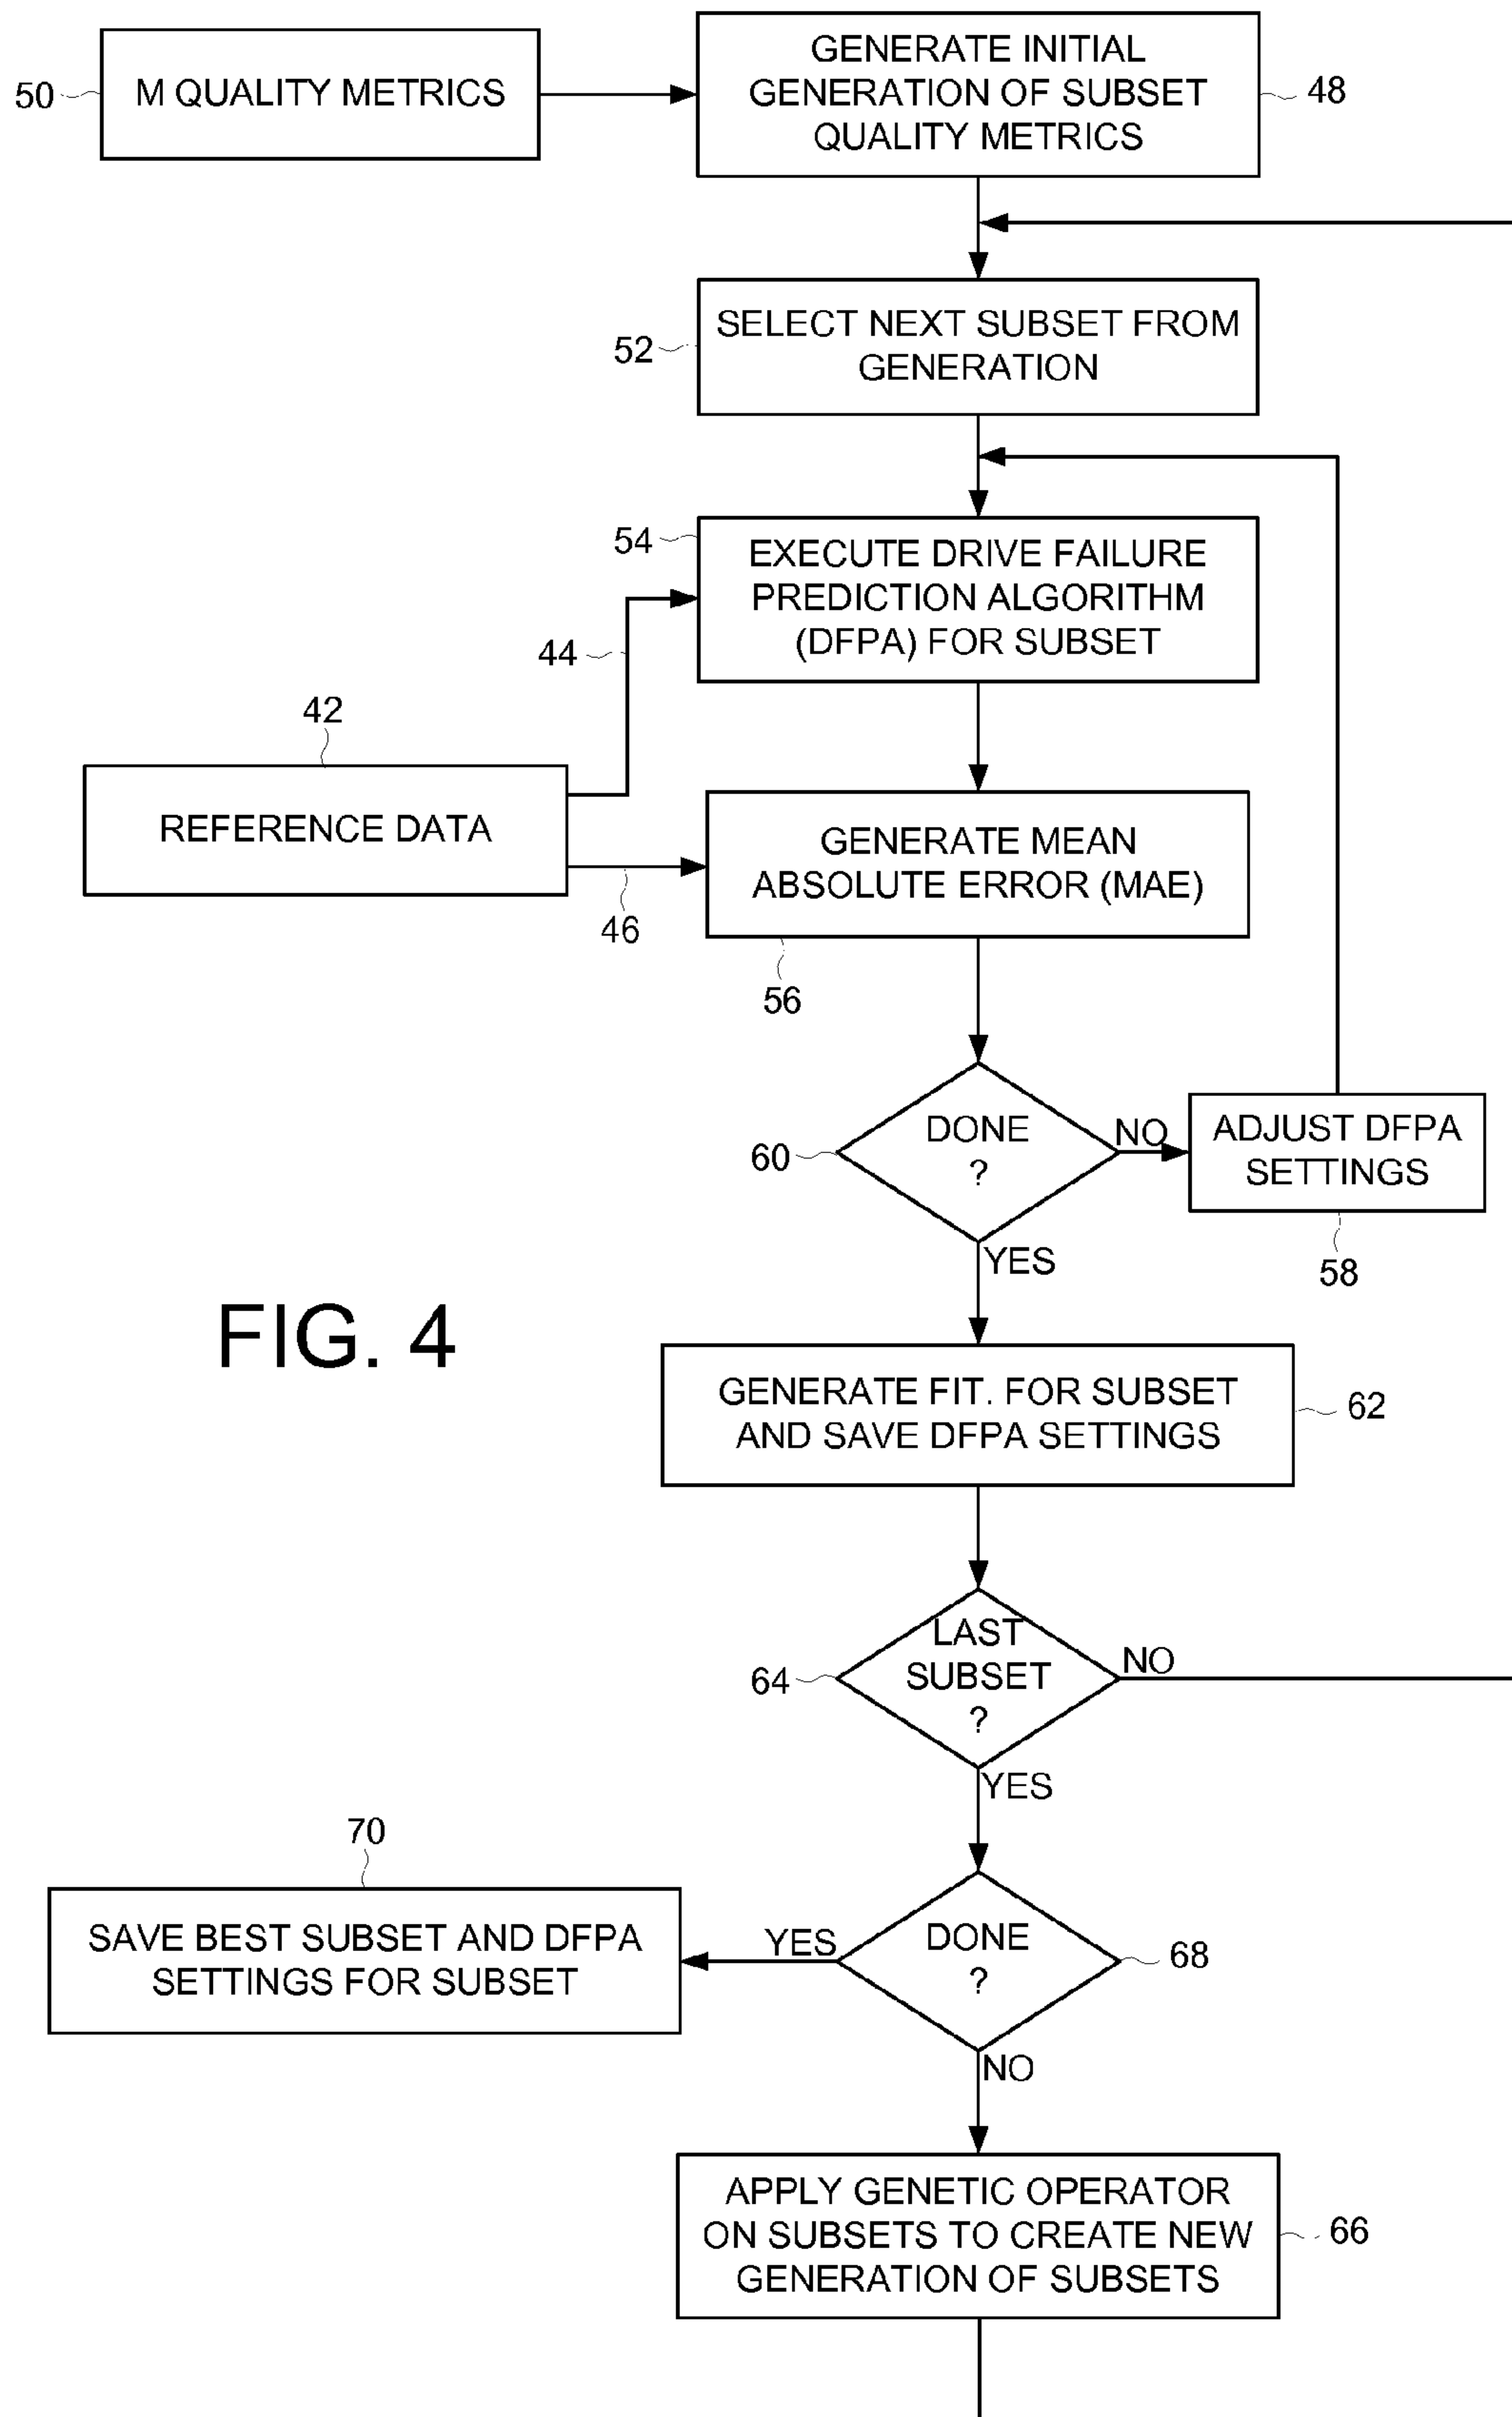 50
M QUALITY METRICS
GENERATE INITIAL
GENERATION OF SUBSET
QUALITY METRICS
48
52
SELECT NEXT SUBSET FROM
GENERATION
54
EXECUTE DRIVE FAILURE
PREDICTION ALGORITHM
(DFPA) FOR SUBSET
44
42
REFERENCE DATA
46
GENERATE MEAN
ABSOLUTE ERROR (MAE)
56
60
DONE
?
NO
ADJUST DFPA
SETTINGS
58
YES
FIG. 4
GENERATE FIT. FOR SUBSET
AND SAVE DFPA SETTINGS
62
64
LAST
SUBSET
?
NO
YES
70
SAVE BEST SUBSET AND DFPA
SETTINGS FOR SUBSET
YES
DONE
?
68
NO
APPLY GENETIC OPERATOR
ON SUBSETS TO CREATE NEW
GENERATION OF SUBSETS
66